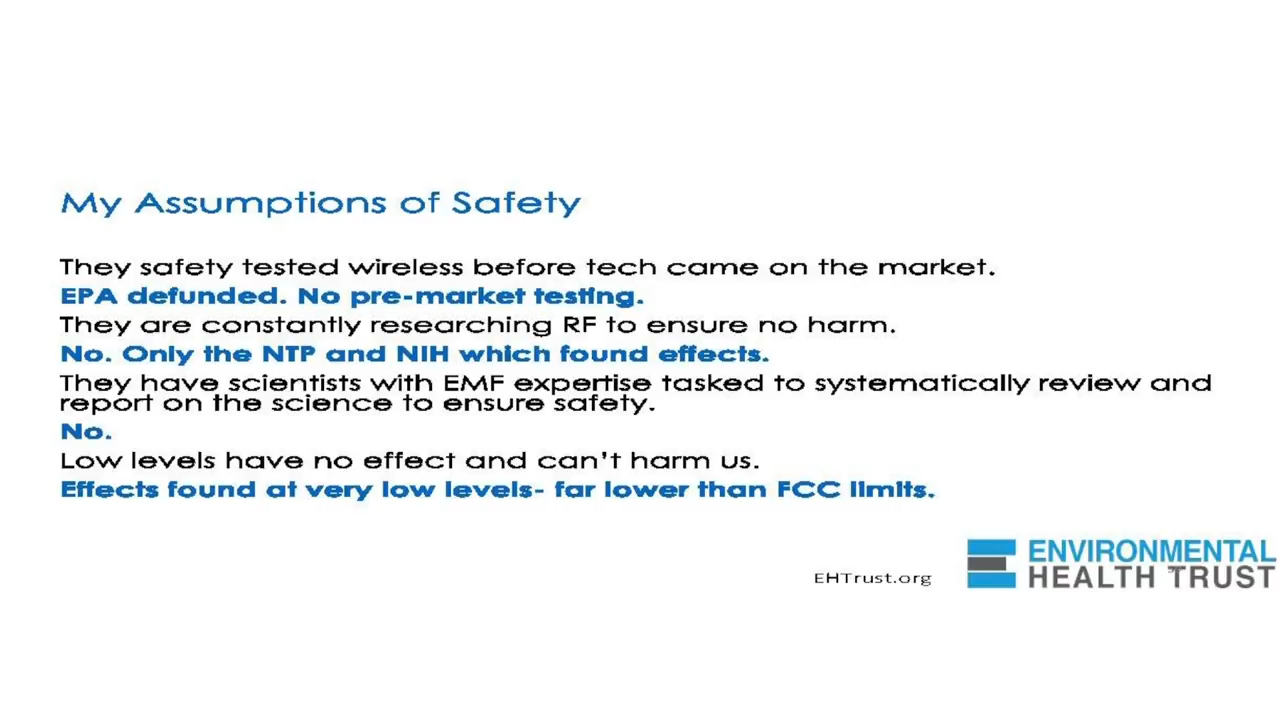 My Assumptions of Safety
They safety tested wireless before tech came on the market.
EPA defunded. No pre-market testing.
They are constantly researching RF to ensure no harm.
No. Only the NTP and NIH which found effects.
They have scientists with EMF expertise tasked to systematically review and
report on the science to ensure safety.
No.
Low levels have no effect and can't harm us.
Effects found at very low levels- far lower than FCC limits.
EHTrust.org
ENVIRONMENTAL
HEALTH TRUST